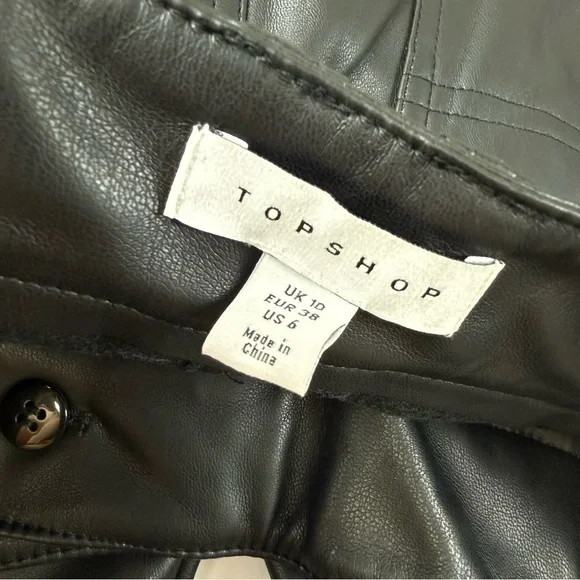 TOPSHOP
UK 10
EUR 38
US 6
Made in
China